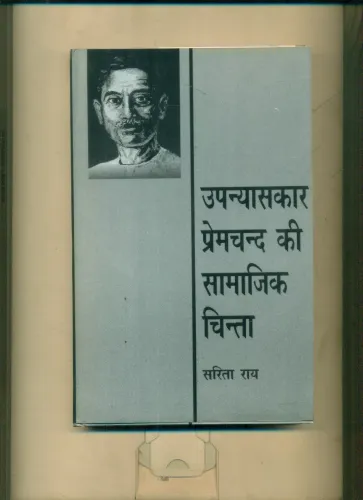 उपन्यासकार
प्रेमचन्द की
सामाजिक
चिन्ता
सरिता राय